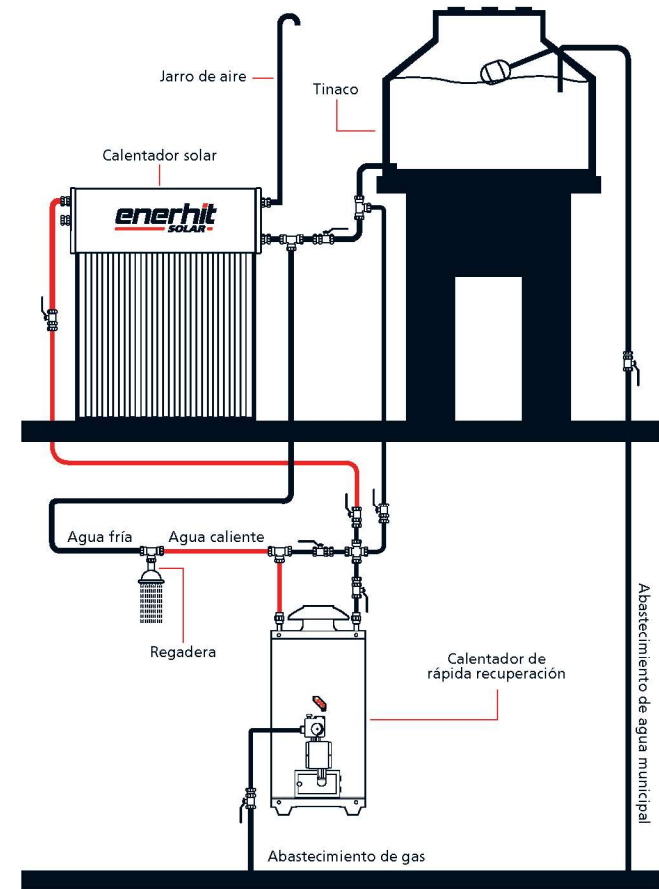 Jarro de aire
Tinaco
Calentador solar
enerhit
SOLAR
Agua fría
Agua caliente
Regadera
Calentador de
rápida recuperación
Abastecimiento de agua municipal
Abastecimiento de gas